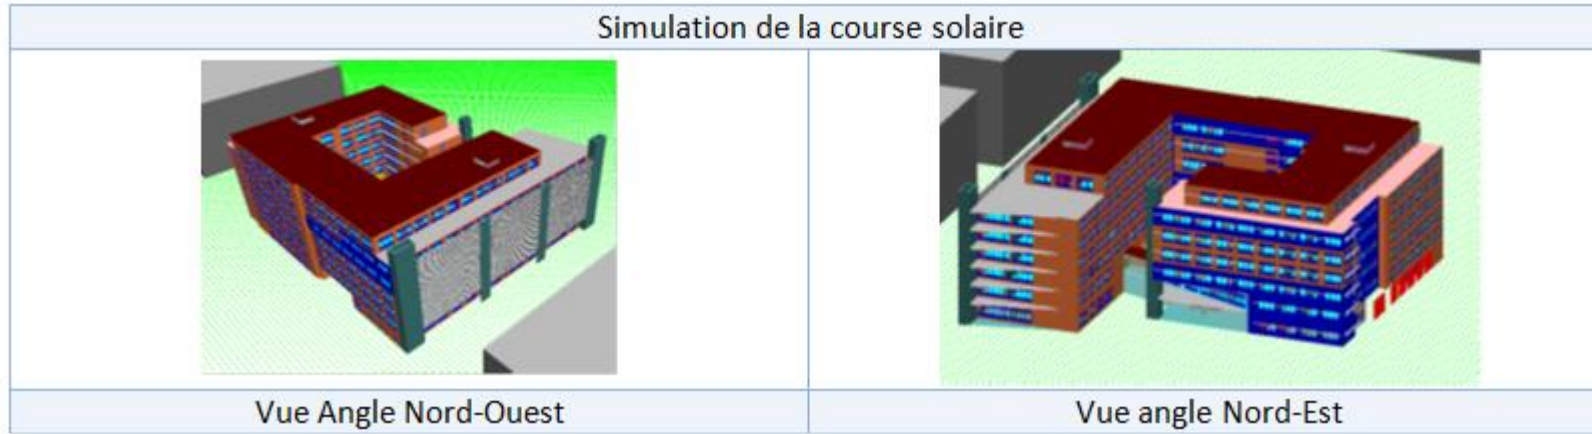 Simulation de la course solaire
Vue Angle Nord-Ouest
Vue angle Nord-Est